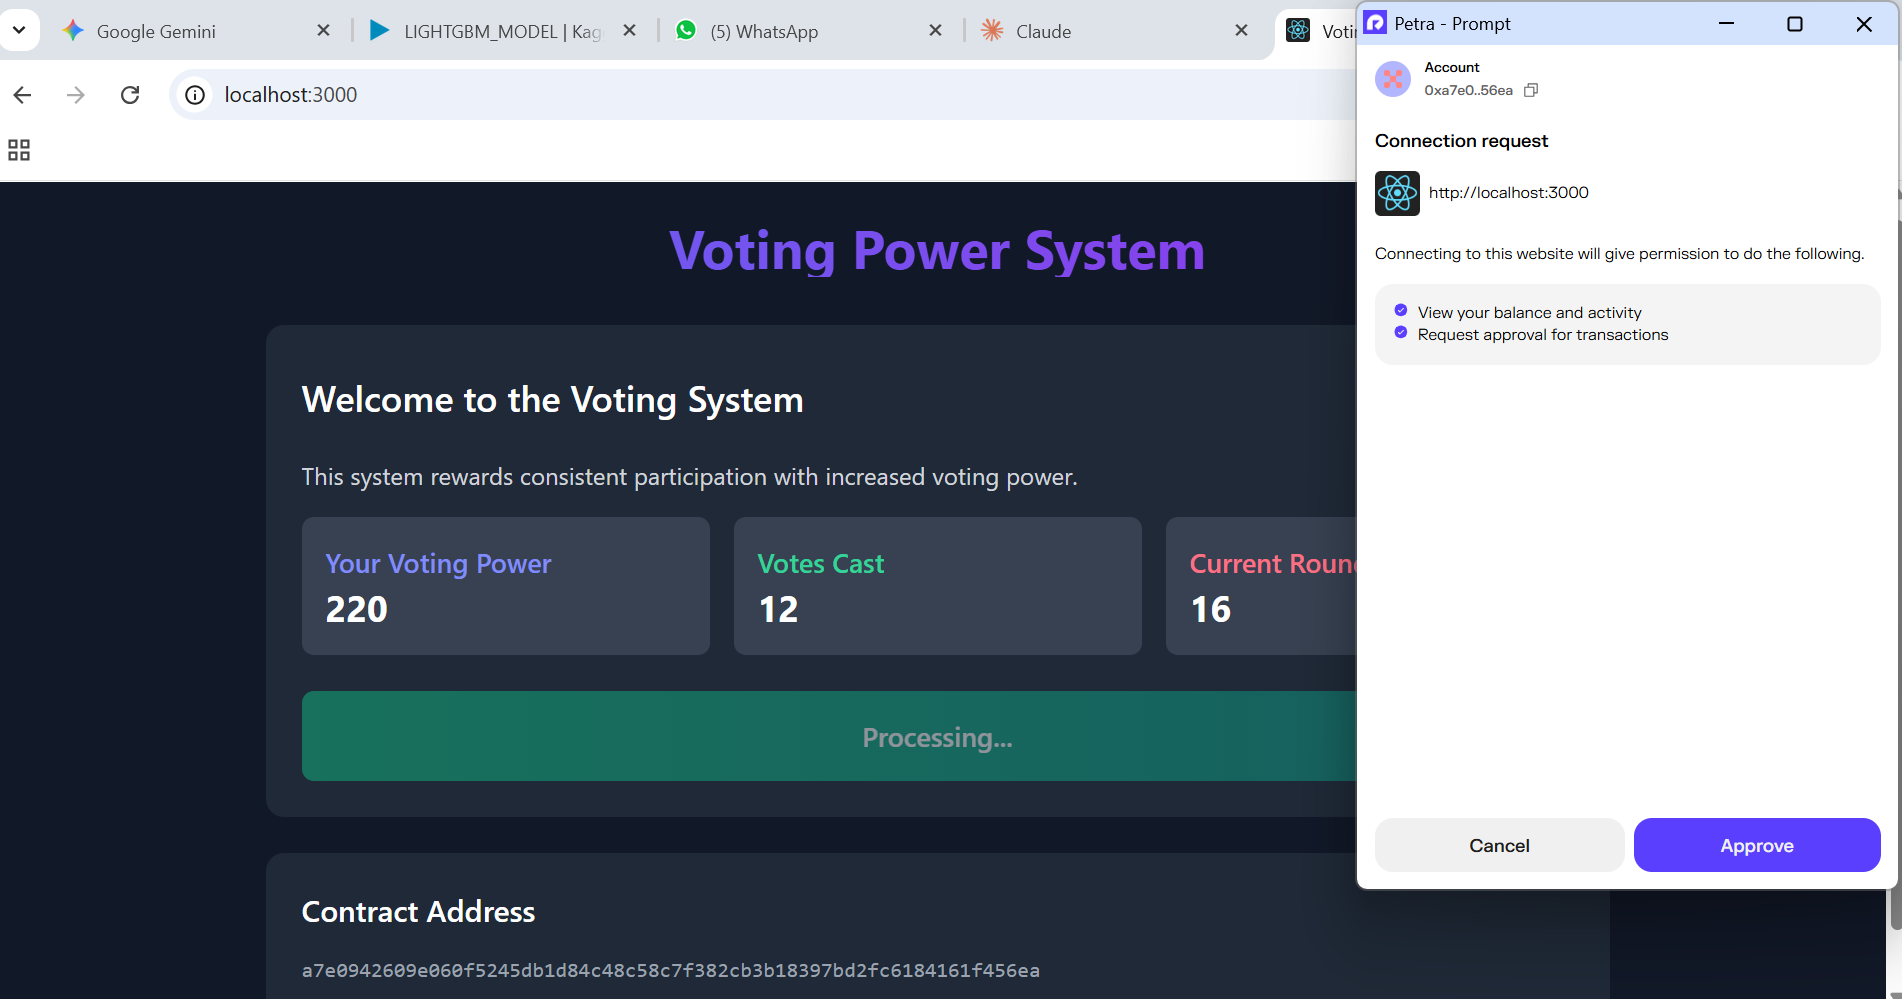 Google Gemini
LIGHTGBM_MODEL | Kag
(5) WhatsApp
Claude
Voti
localhost:3000
Voting Power System
Welcome to the Voting System
This system rewards consistent participation with increased voting power.
Your Voting Power
220
Votes Cast
12
Current Roun
16
Processing...
Contract Address
a7e0942609e060f5245db1d84c48c58c7f382cb3b18397bd2fc6184161f456ea
Petra - Prompt
Account
0xa7e0..56ea
Connection request
http://localhost:3000
Connecting to this website will give permission to do the following.
View your balance and activity
Request approval for transactions
Cancel
Approve